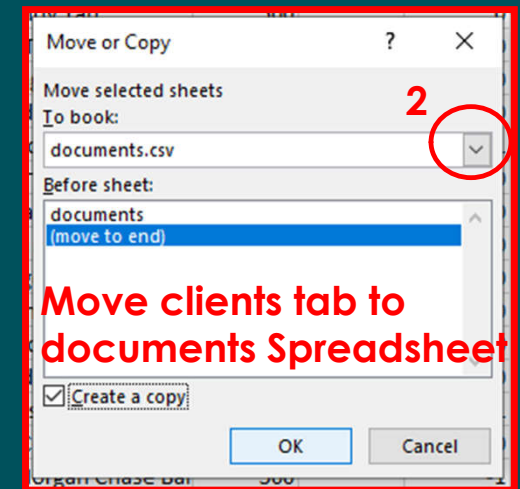 Move or Copy ? ×
Move selected sheets
2
To book:
documents.csv
Before sheet:
documents
(move to end)
Move clients tab to
documents Spreadsheet
Create a copy
OK Cancel